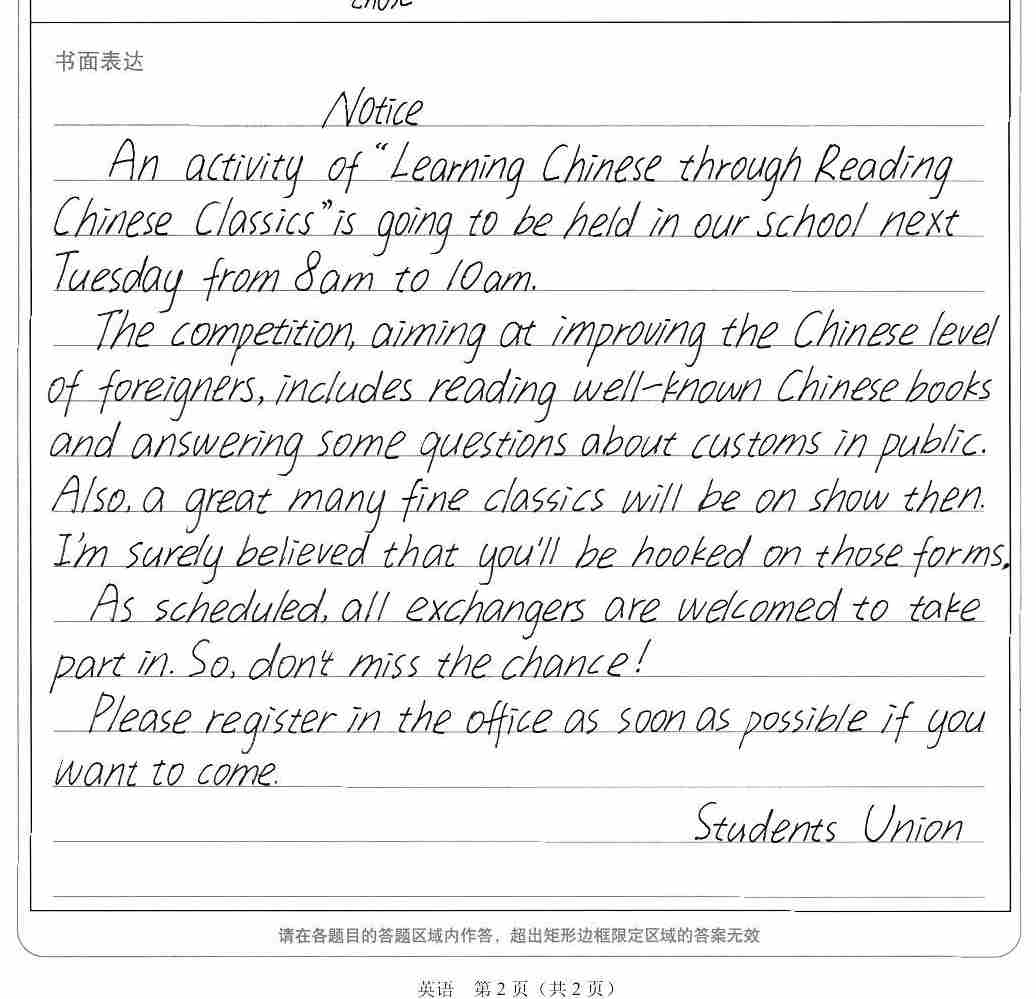 chose
书面表达
Notice
An activity of "Learning Chinese through Reading
Chinese Classics" is going to be held in our school next
Tuesday from 8am to 10am.
The competition, aiming at improving the Chinese level
of foreigners, includes reading well-known Chinese books
and answering some questions about customs in public.
Also, a great many fine classics will be on show then.
I'm surely believed that you'll be hooked on those forms.
As scheduled, all exchangers are welcomed to take
part in. So, don't miss the chance!
Please register in the office as soon as possible if you
want to come.
Students Union
请在各题目的答题区域内作答，超出矩形边框限定区域的答案无效
英语 第2页（共2页）